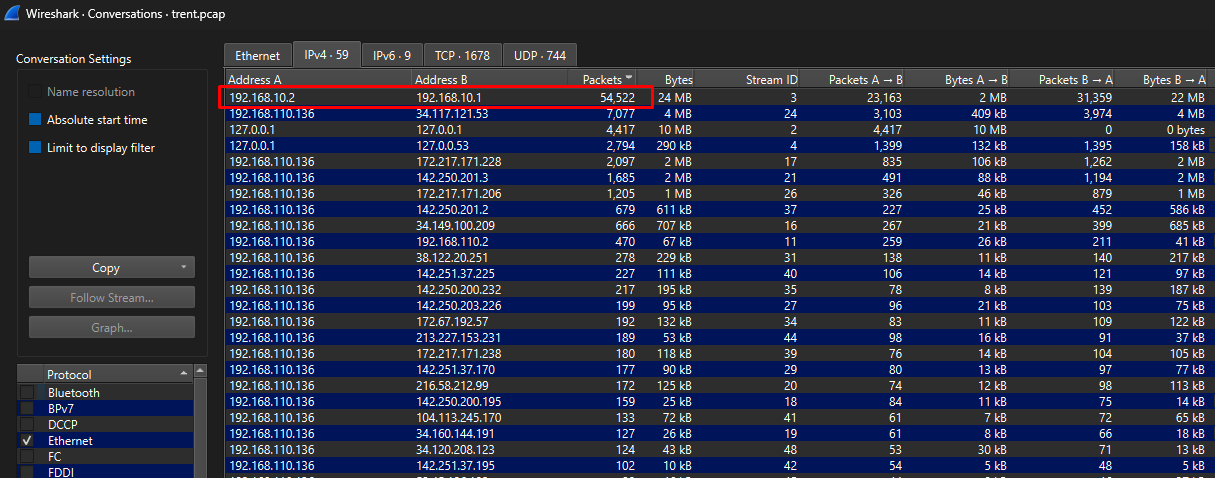 Wireshark · Conversations · trent.pcap
Conversation Settings
Name resolution
Absolute start time
Limit to display filter
Copy
Follow Stream...
Graph...
Protocol
Bluetooth
BPv7
DCCP
Ethernet
FC
FDDI
Ethernet IPv4 · 59 IPv6 · 9 TCP · 1678 UDP · 744
Address A Address B Packets Bytes Stream ID Packets A → B Bytes A → B Packets B → A Bytes B → A
192.168.10.2 192.168.10.1 54,522 24 MB 3 23,163 2 MB 31,359 22 MB
192.168.110.136 34.117.121.53 7,077 4 MB 24 3,103 409 kB 3,974 4 MB
127.0.0.1 127.0.0.1 4,417 10 MB 2 4,417 10 MB 0 0 bytes
127.0.0.1 127.0.0.53 2,794 290 kB 4 1,399 132 kB 1,395 158 kB
192.168.110.136 172.217.171.228 2,097 2 MB 17 835 106 kB 1,262 2 MB
192.168.110.136 142.250.201.3 1,685 2 MB 21 491 88 kB 1,194 2 MB
192.168.110.136 172.217.171.206 1,205 1 MB 26 326 46 kB 879 1 MB
192.168.110.136 142.250.201.2 679 611 kB 37 227 25 kB 452 586 kB
192.168.110.136 34.149.100.209 666 707 kB 16 267 21 kB 399 685 kB
192.168.110.136 192.168.110.2 470 67 kB 11 259 26 kB 211 41 kB
192.168.110.136 38.122.20.251 278 229 kB 31 138 11 kB 140 217 kB
192.168.110.136 142.251.37.225 227 111 kB 40 106 14 kB 121 97 kB
192.168.110.136 142.250.200.232 217 195 kB 35 78 8 kB 139 187 kB
192.168.110.136 142.250.203.226 199 95 kB 27 96 21 kB 103 75 kB
192.168.110.136 172.67.192.57 192 132 kB 34 83 11 kB 109 122 kB
192.168.110.136 213.227.153.231 189 53 kB 44 98 16 kB 91 37 kB
192.168.110.136 172.217.171.238 180 118 kB 39 76 14 kB 104 105 kB
192.168.110.136 142.251.37.170 177 90 kB 29 80 13 kB 97 77 kB
192.168.110.136 216.58.212.99 172 125 kB 20 74 12 kB 98 113 kB
192.168.110.136 142.250.200.195 159 25 kB 18 84 11 kB 75 14 kB
192.168.110.136 104.113.245.170 133 72 kB 41 61 7 kB 72 65 kB
192.168.110.136 34.160.144.191 127 26 kB 19 61 8 kB 66 18 kB
192.168.110.136 34.120.208.123 124 43 kB 48 53 30 kB 71 13 kB
192.168.110.136 142.251.37.195 102 10 kB 42 54 5 kB 48 5 kB